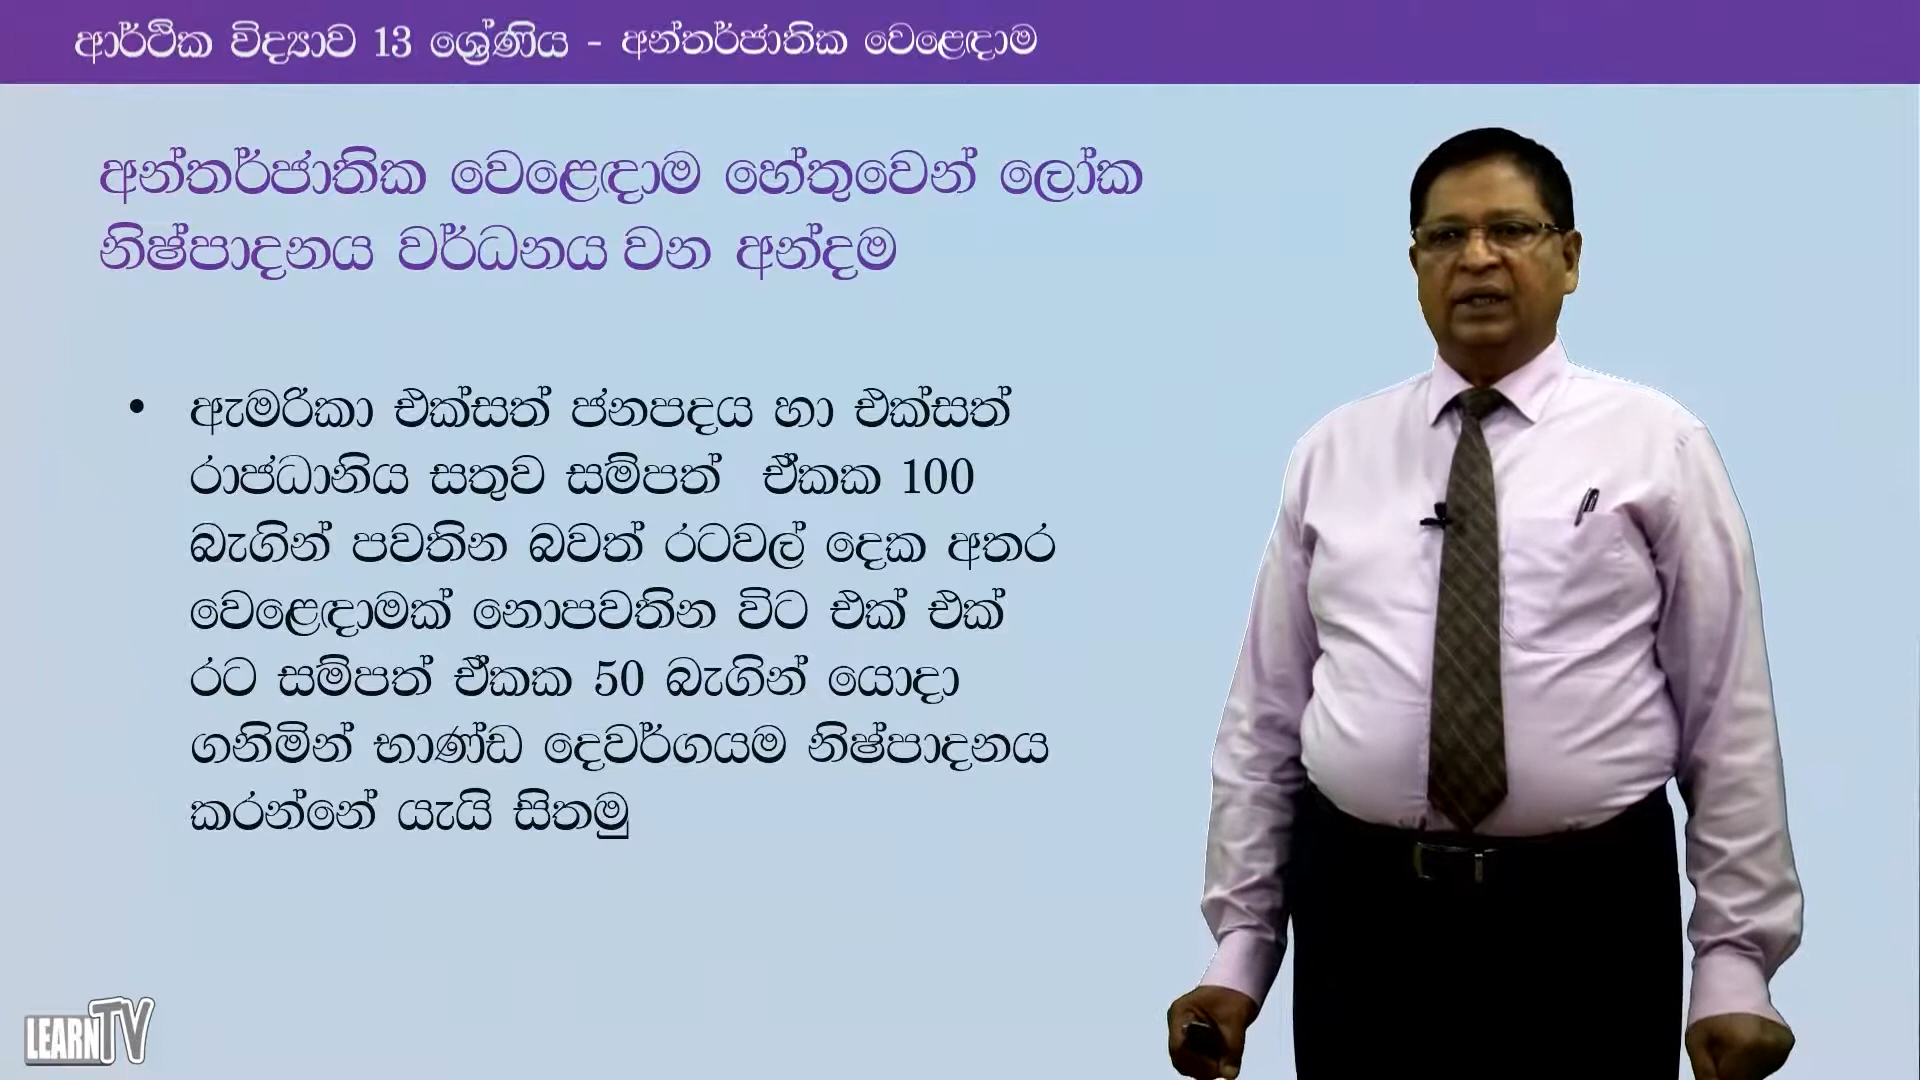 ආර්ථික විද්‍යාව 13 ශ්‍රේණිය - අන්තර්ජාතික වෙළෙඳාම
අන්තර්ජාතික වෙළෙඳාම හේතුවෙන් ලෝක
නිෂ්පාදනය වර්ධනය වන අන්දම
• ඇමරිකා එක්සත් ජනපදය හා එක්සත්
රාජධානිය සතුව සම්පත් ඒකක 100
බැගින් පවතින බවත් රටවල් දෙක අතර
වෙළෙඳාමක් නොපවතින විට එක් එක්
රට සම්පත් ඒකක 50 බැගින් යොදා
ගනිමින් භාණ්ඩ දෙවර්ගයම නිෂ්පාදනය
කරන්නේ යැයි සිතමු
LEARN TV